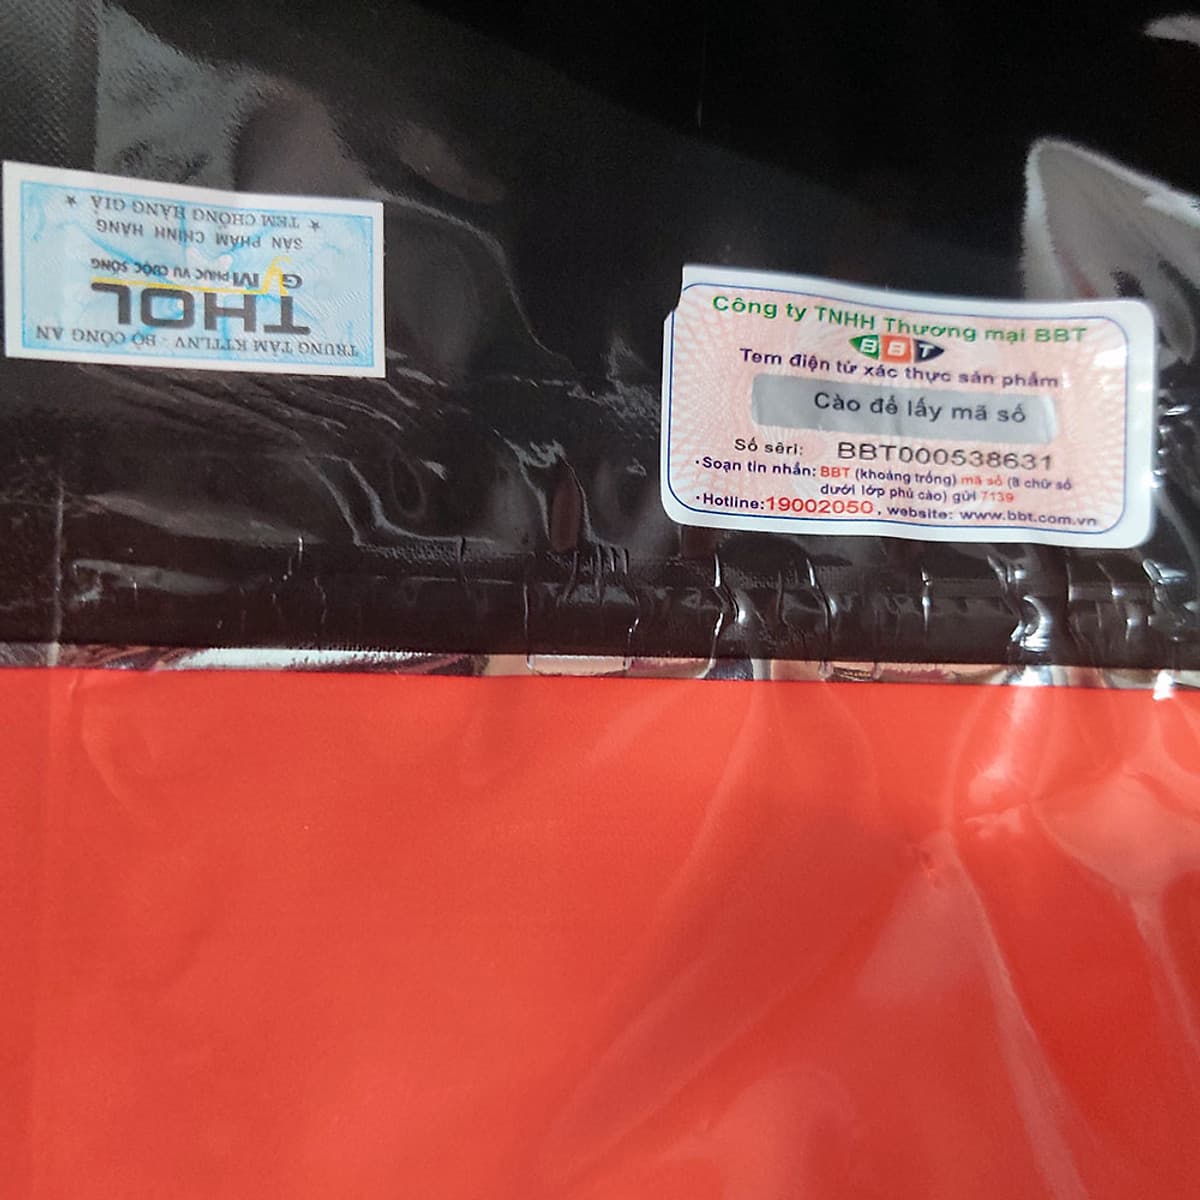 TRUNG TÂM KTTL.NV - BỘ CÔNG AN
THOL
G M PHỤC VỤ CUỘC SỐNG
SẢN PHẨM CHÍNH HÃNG
★ TEM CHỐNG HÀNG GIẢ ★
Công ty TNHH Thương mại BBT
BBT
Tem điện tử xác thực sản phẩm
Cào để lấy mã số
Số sêri: BBT000538631
·Soạn tin nhắn: BBT (khoảng trống) mã số (8 chữ số
dưới lớp phủ cào) gửi 7139
·Hotline:19002050, website: www.bbt.com.vn